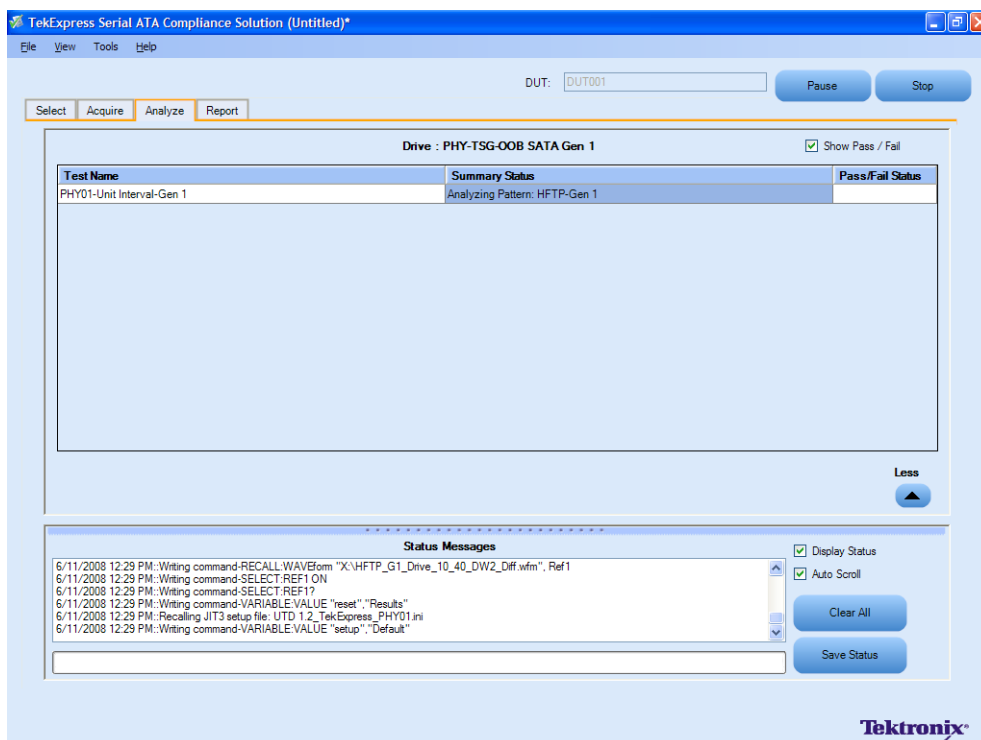 TekExpress Serial ATA Compliance Solution (Untitled)*
File View Tools Help
DUT: DUT001 Pause Stop
Select Acquire Analyze Report
Drive : PHY-TSG-OOB SATA Gen 1 Show Pass / Fail
Test Name Summary Status Pass/Fail Status
PHY01-Unit Interval-Gen 1 Analyzing Pattern: HFTP-Gen 1
Less
Status Messages
Display Status
6/11/2008 12:29 PM::Writing command-RECALL:WAVEform "X:\HFTP_G1_Drive_10_40_DW2_Diff.wfm", Ref1
6/11/2008 12:29 PM::Writing command-SELECT:REF1 ON
Auto Scroll
6/11/2008 12:29 PM::Writing command-SELECT:REF1?
6/11/2008 12:29 PM::Writing command-VARIABLE:VALUE "reset","Results"
6/11/2008 12:29 PM::Recalling JIT3 setup file: UTD 1.2_TekExpress_PHY01.ini
6/11/2008 12:29 PM::Writing command-VARIABLE:VALUE "setup","Default"
Clear All
Save Status
Tektronix®